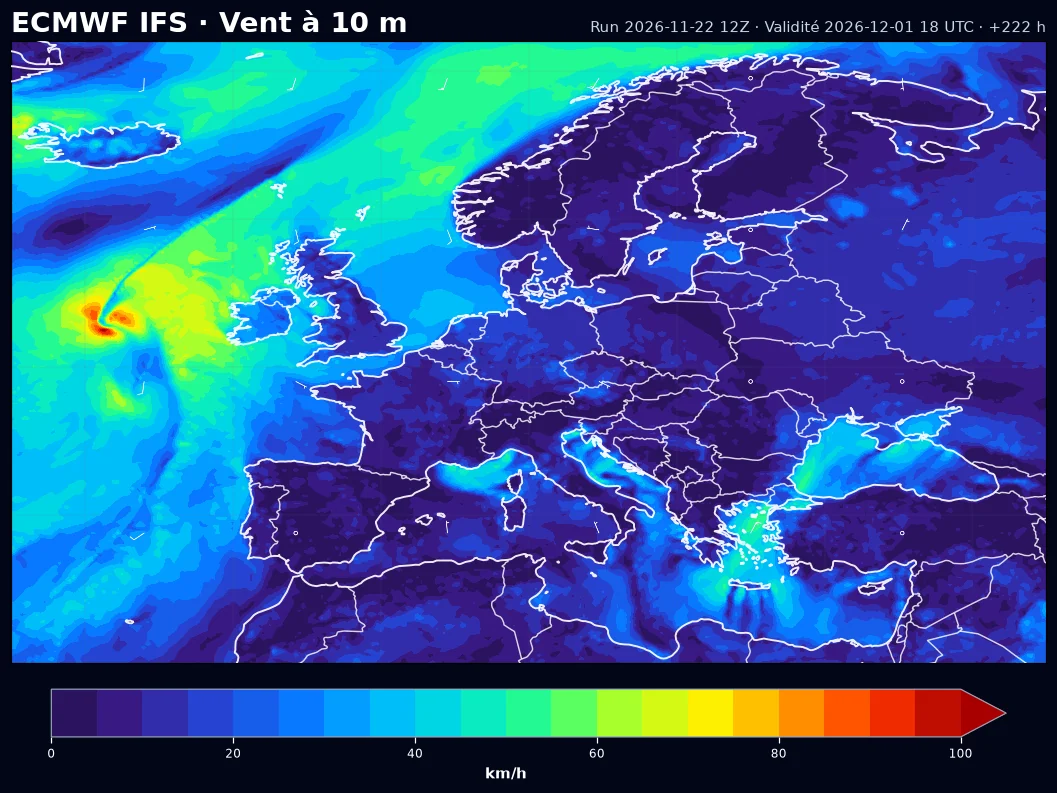 ECMWF IFS · Vent à 10 m
Run 2026-11-22 12Z · Validité 2026-12-01 18 UTC · +222 h
0 20 40 60 80 100
km/h